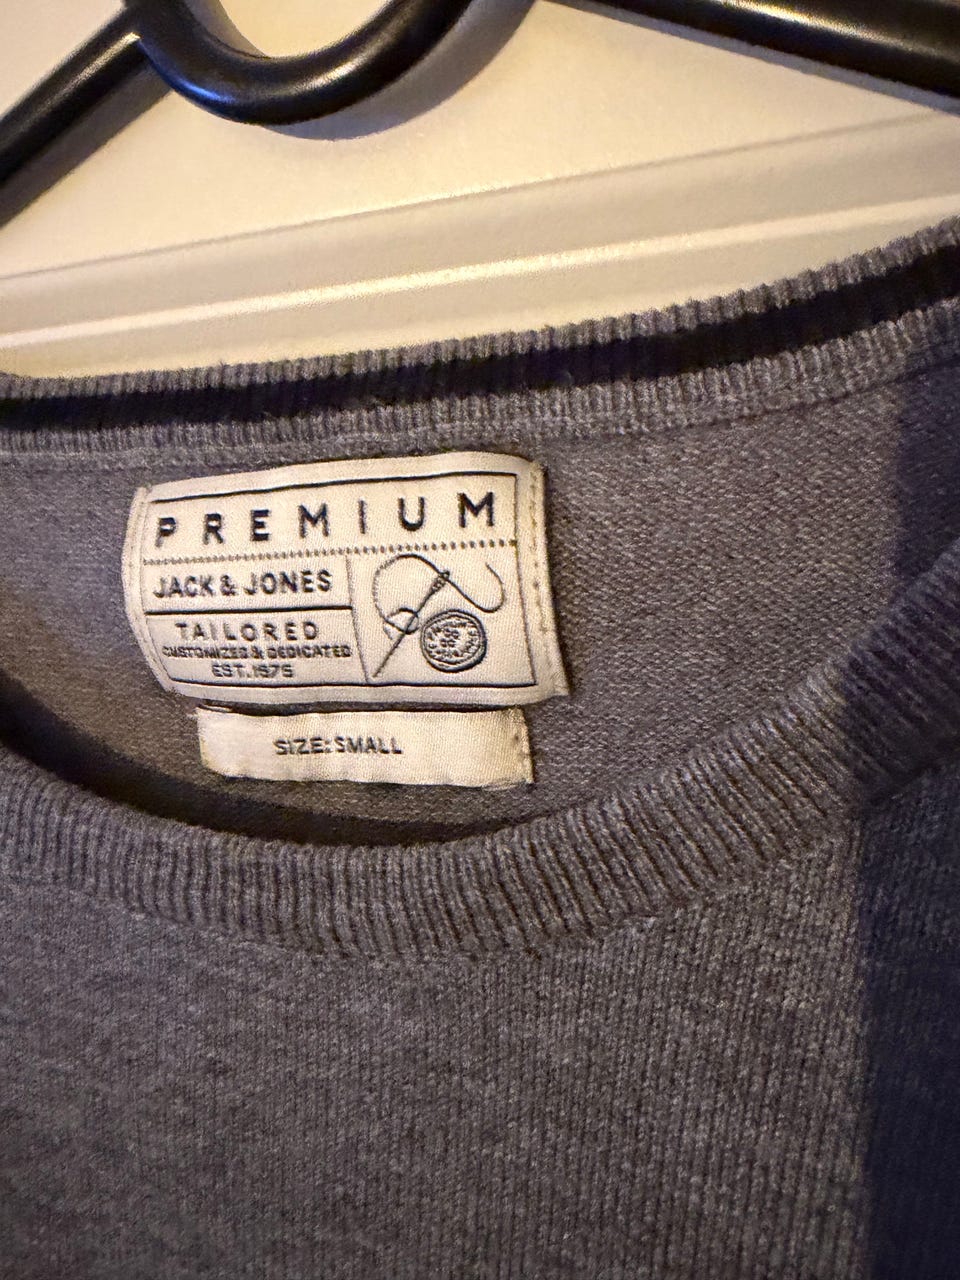 PREMIUM
JACK & JONES
TAILORED
CUSTOMIZED & DEDICATED
EST. 1975
SIZE: SMALL